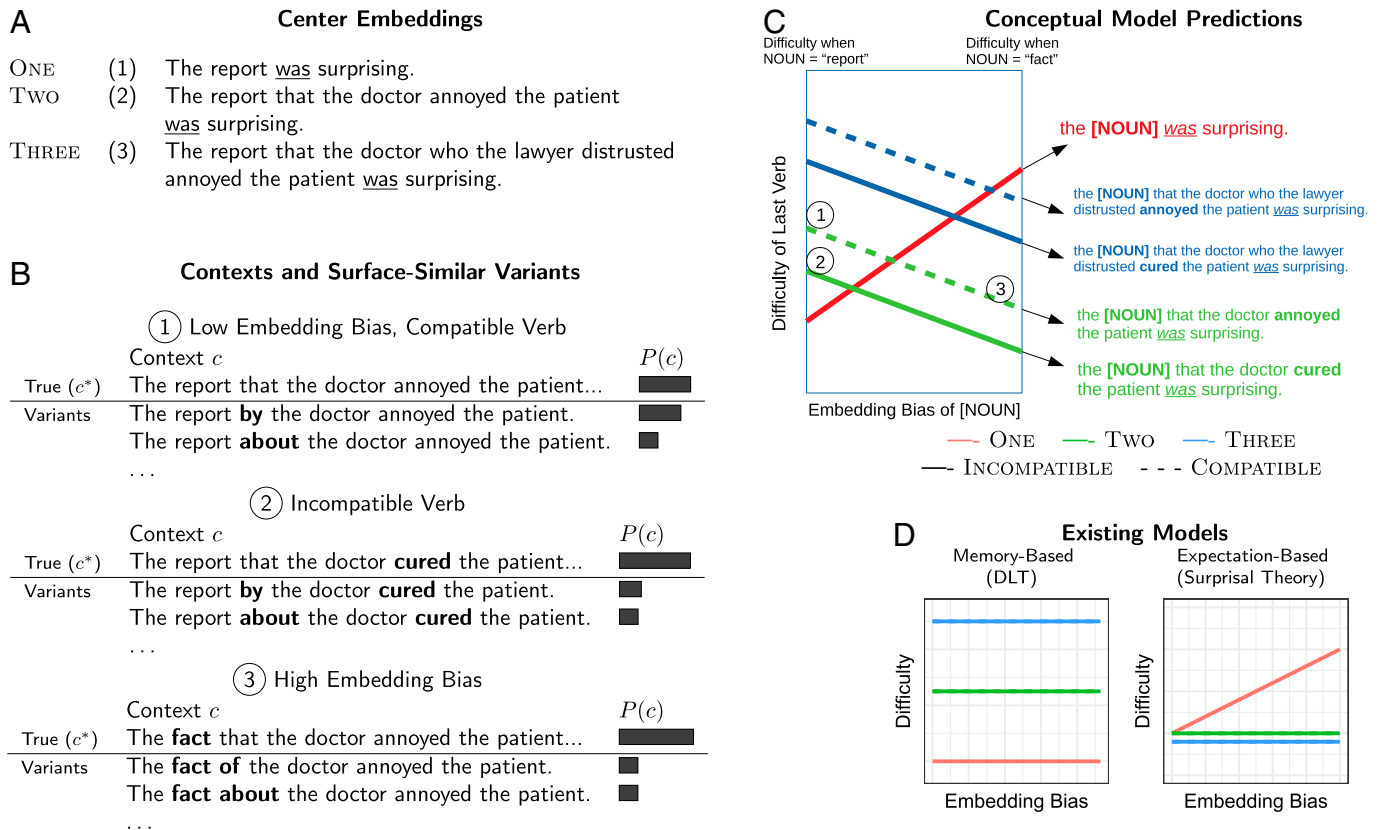 A
Center Embeddings
ONE (1) The report was surprising.
TWO (2) The report that the doctor annoyed the patient
was surprising.
THREE (3) The report that the doctor who the lawyer distrusted
annoyed the patient was surprising.
B
Contexts and Surface-Similar Variants
1 Low Embedding Bias, Compatible Verb
Context c P(c)
True (c*) The report that the doctor annoyed the patient...
Variants The report by the doctor annoyed the patient.
The report about the doctor annoyed the patient.
...
2 Incompatible Verb
Context c P(c)
True (c*) The report that the doctor cured the patient...
Variants The report by the doctor cured the patient.
The report about the doctor cured the patient.
...
3 High Embedding Bias
Context c P(c)
True (c*) The fact that the doctor annoyed the patient...
Variants The fact of the doctor annoyed the patient.
The fact about the doctor annoyed the patient.
...
C
Conceptual Model Predictions
Difficulty when
NOUN = “report”
Difficulty when
NOUN = “fact”
Difficulty of Last Verb
1
2
3
the [NOUN] was surprising.
the [NOUN] that the doctor who the lawyer
distrusted annoyed the patient was surprising.
the [NOUN] that the doctor who the lawyer
distrusted cured the patient was surprising.
the [NOUN] that the doctor annoyed
the patient was surprising.
the [NOUN] that the doctor cured
the patient was surprising.
Embedding Bias of [NOUN]
ONE TWO THREE
INCOMPATIBLE COMPATIBLE
D
Existing Models
Memory-Based
(DLT)
Difficulty
Embedding Bias
Expectation-Based
(Surprisal Theory)
Difficulty
Embedding Bias